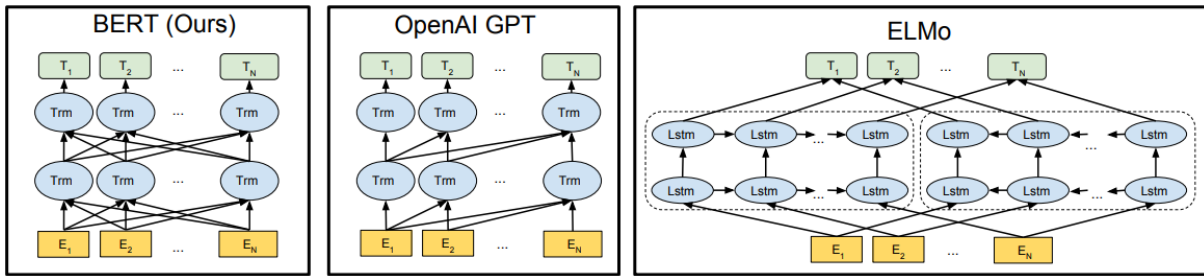 BERT (Ours)
T1 T2 ... TN
Trm Trm ... Trm
Trm Trm ... Trm
E1 E2 ... EN
OpenAI GPT
T1 T2 ... TN
Trm Trm ... Trm
Trm Trm ... Trm
E1 E2 ... EN
ELMo
T1 T2 ... TN
Lstm Lstm ... Lstm Lstm Lstm ... Lstm
Lstm Lstm ... Lstm Lstm Lstm ... Lstm
E1 E2 ... EN